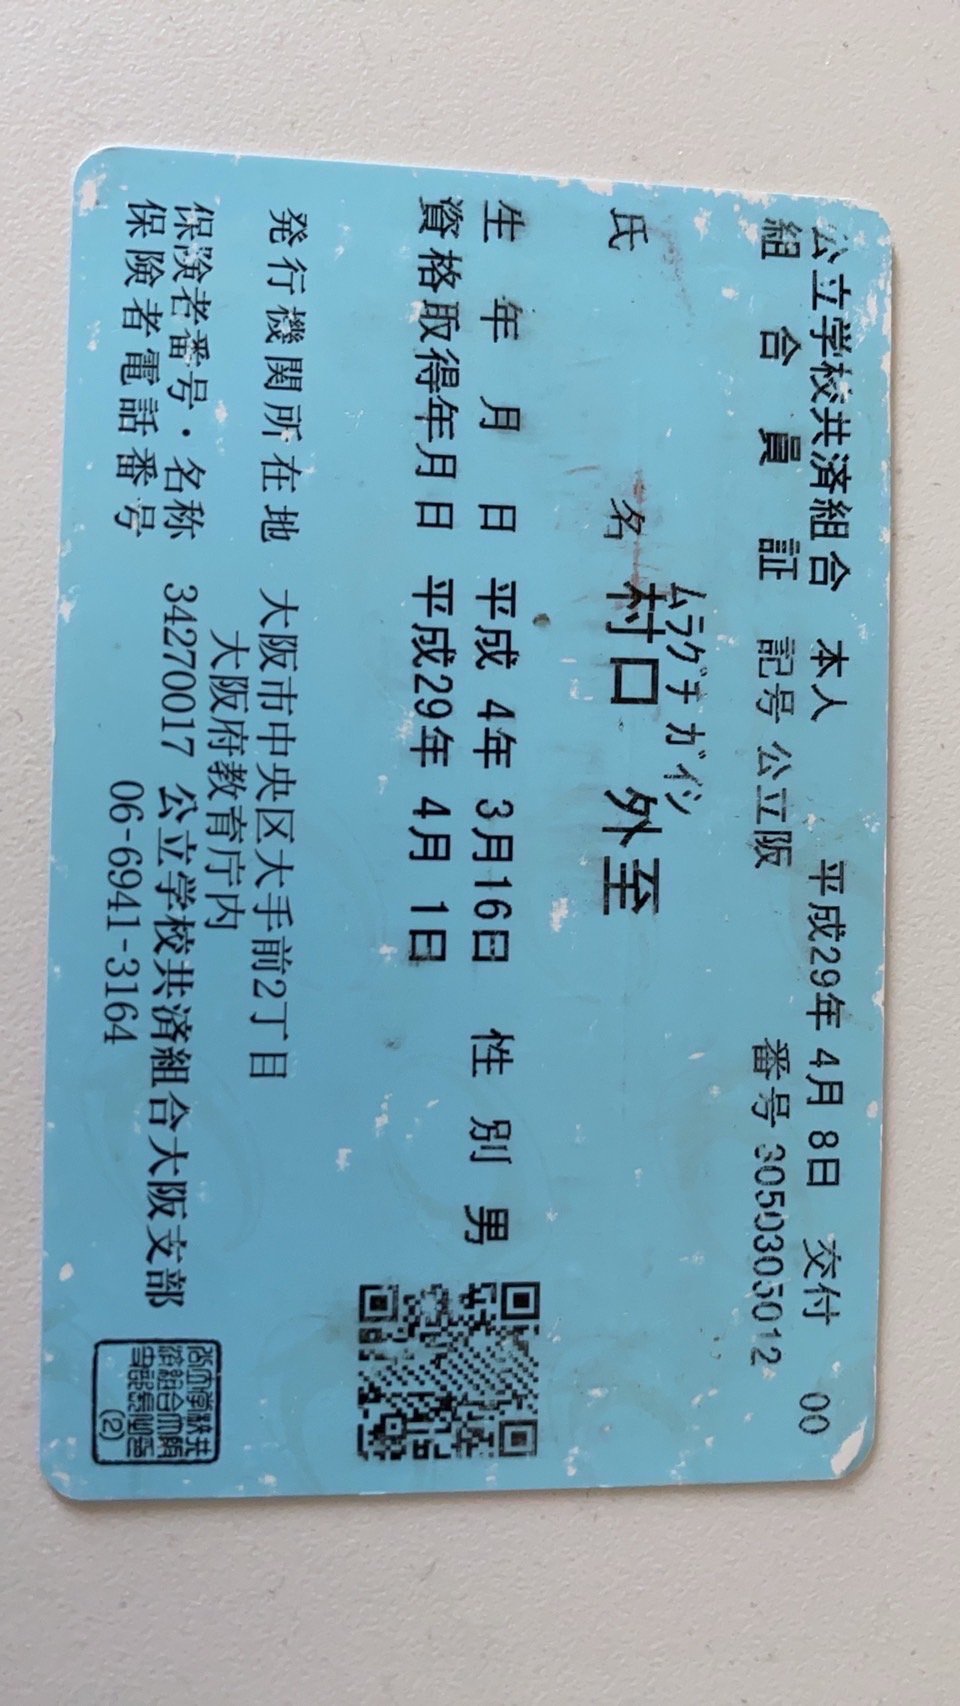 公立学校共済組合 本人 平成29年 4月 8日 交付 00
組合員証 記号 公立阪 番号 3050305012
ムラグチ ガイシ
氏名 村口 外至
生年月日 平成 4年 3月16日 性別 男
資格取得年月日 平成29年 4月 1日
発行機関所在地 大阪市中央区大手前2丁目
大阪府教育庁内
保険者番号・名称 34270017 公立学校共済組合大阪支部
保険者電話番号 06-6941-3164
(2)